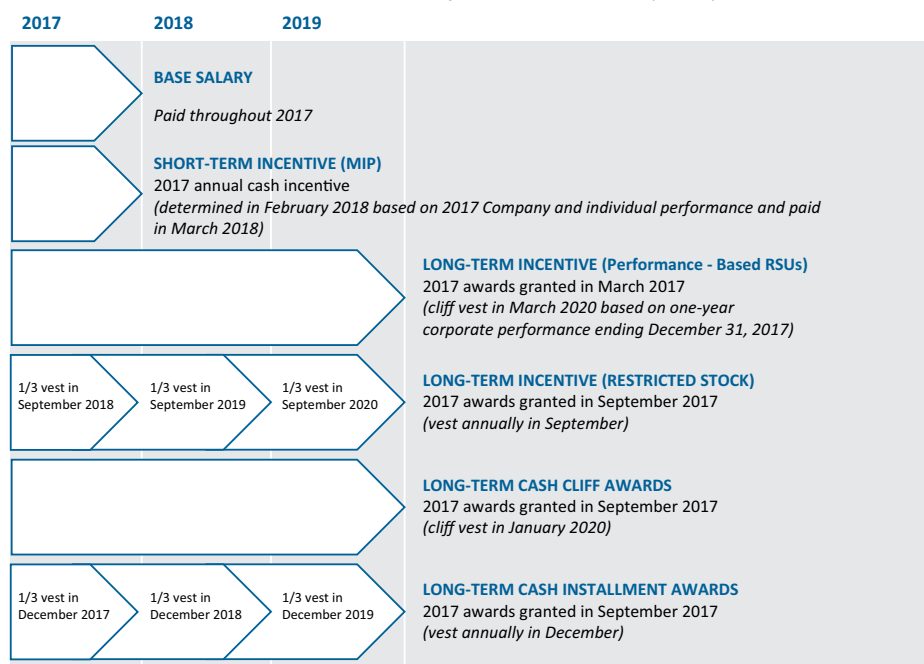 2017 2018 2019
BASE SALARY
Paid throughout 2017
SHORT-TERM INCENTIVE (MIP)
2017 annual cash incentive
(determined in February 2018 based on 2017 Company and individual performance and paid
in March 2018)
LONG-TERM INCENTIVE (Performance - Based RSUs)
2017 awards granted in March 2017
(cliff vest in March 2020 based on one-year
corporate performance ending December 31, 2017)
1/3 vest in
September 2018
1/3 vest in
September 2019
1/3 vest in
September 2020
LONG-TERM INCENTIVE (RESTRICTED STOCK)
2017 awards granted in September 2017
(vest annually in September)
LONG-TERM CASH CLIFF AWARDS
2017 awards granted in September 2017
(cliff vest in January 2020)
1/3 vest in
December 2017
1/3 vest in
December 2018
1/3 vest in
December 2019
LONG-TERM CASH INSTALLMENT AWARDS
2017 awards granted in September 2017
(vest annually in December)